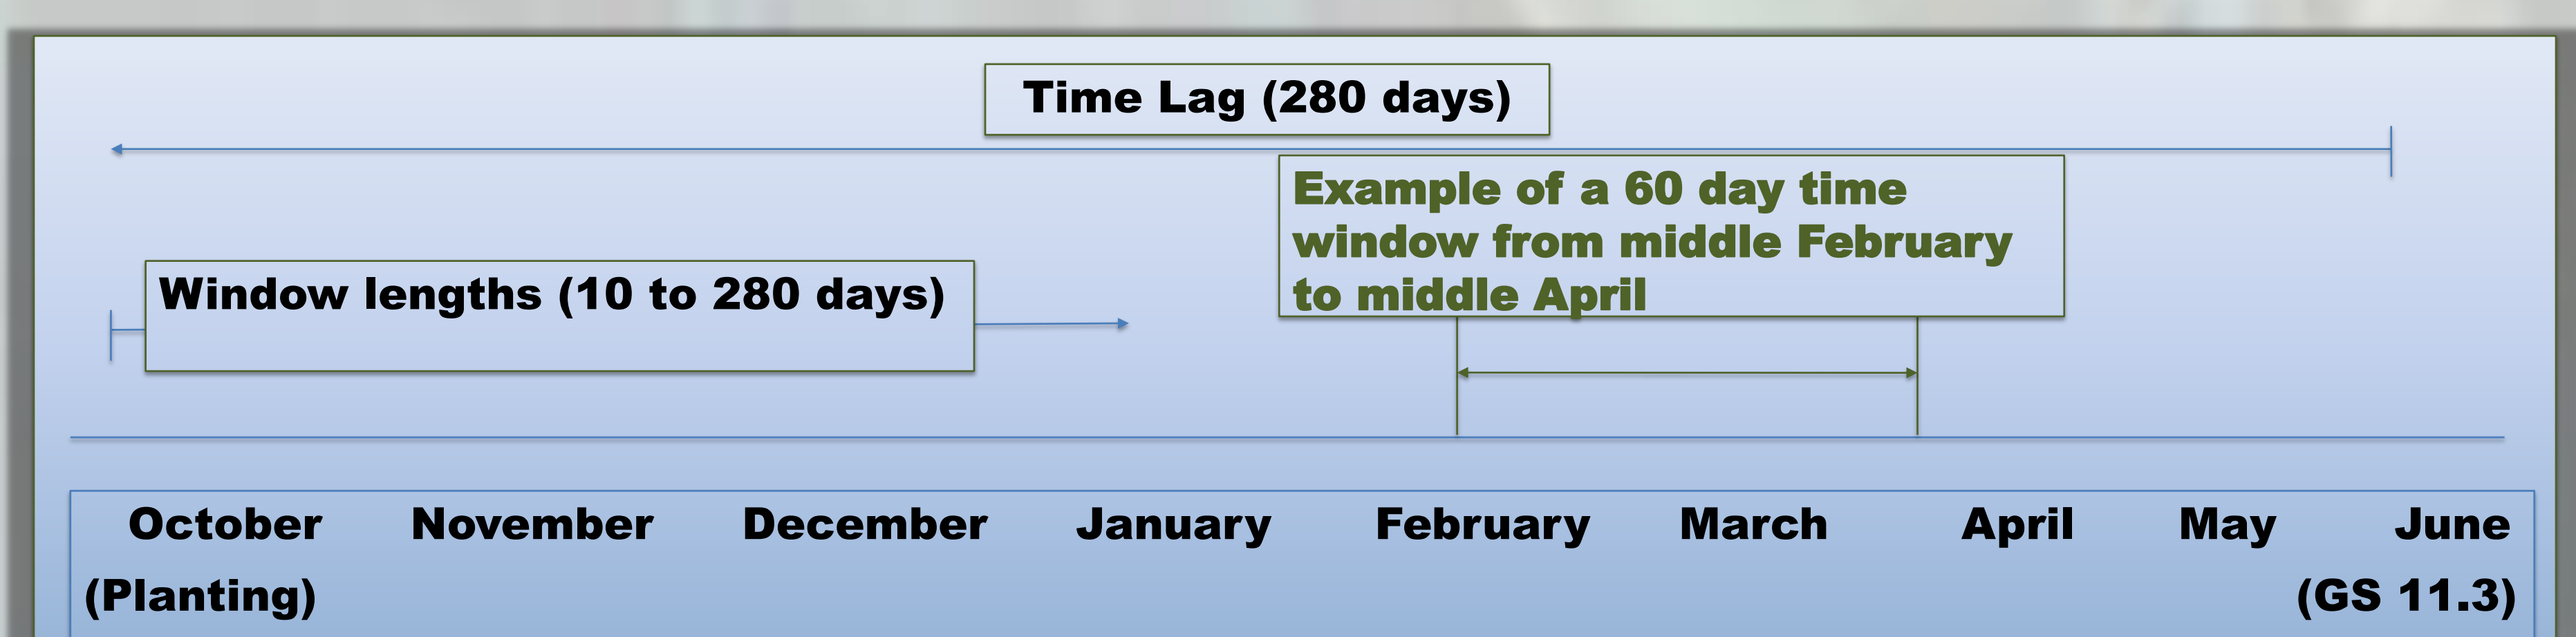 Time Lag (280 days)
Example of a 60 day time
window from middle February
to middle April
Window lengths (10 to 280 days)
October November December January February March April May June
(Planting) (GS 11.3)